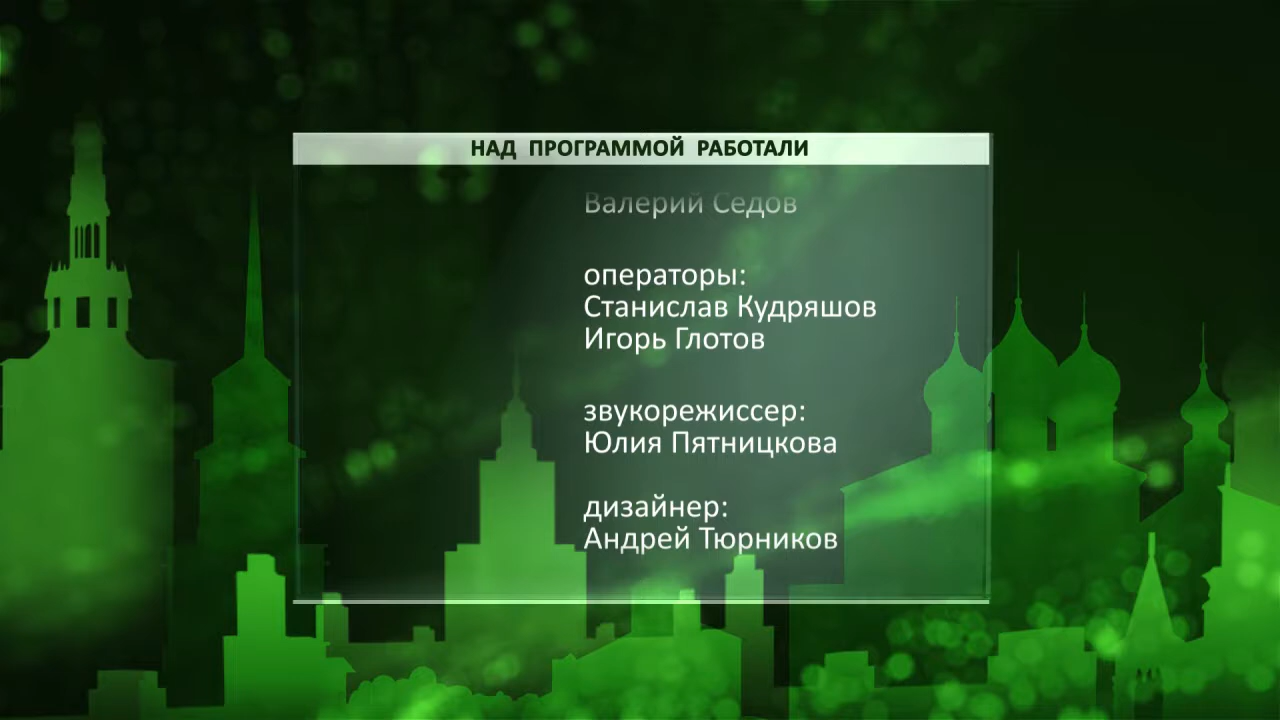 НАД ПРОГРАММОЙ РАБОТАЛИ
Валерий Седов
операторы:
Станислав Кудряшов
Игорь Глотов
звукорежиссер:
Юлия Пятницкова
дизайнер:
Андрей Тюрников